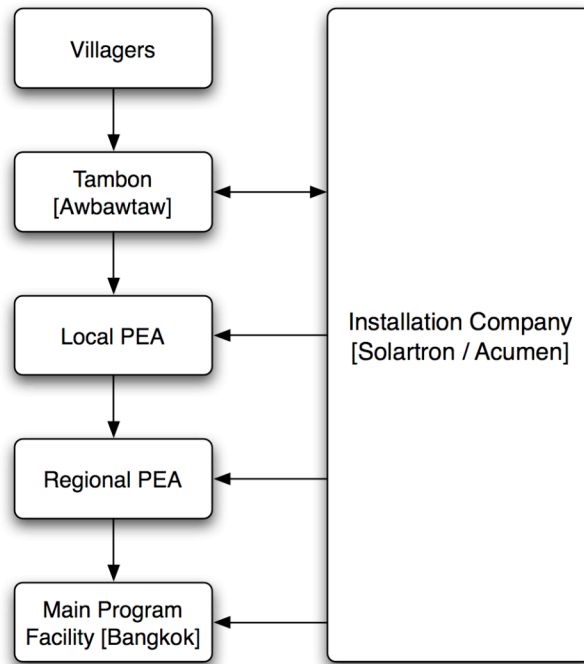 Villagers
Tambon
[Awbawtaw]
Local PEA
Regional PEA
Main Program
Facility [Bangkok]
Installation Company
[Solartron / Acumen]